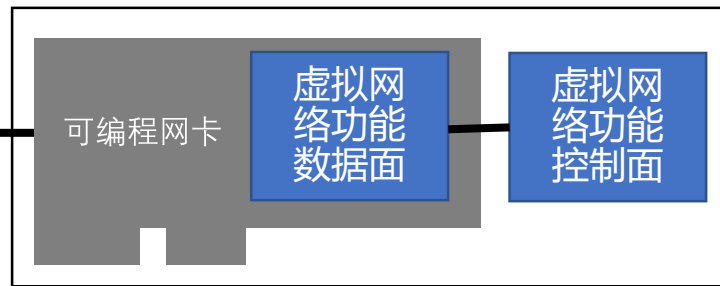 可编程网卡
虚拟网
络功能
数据面
虚拟网
络功能
控制面